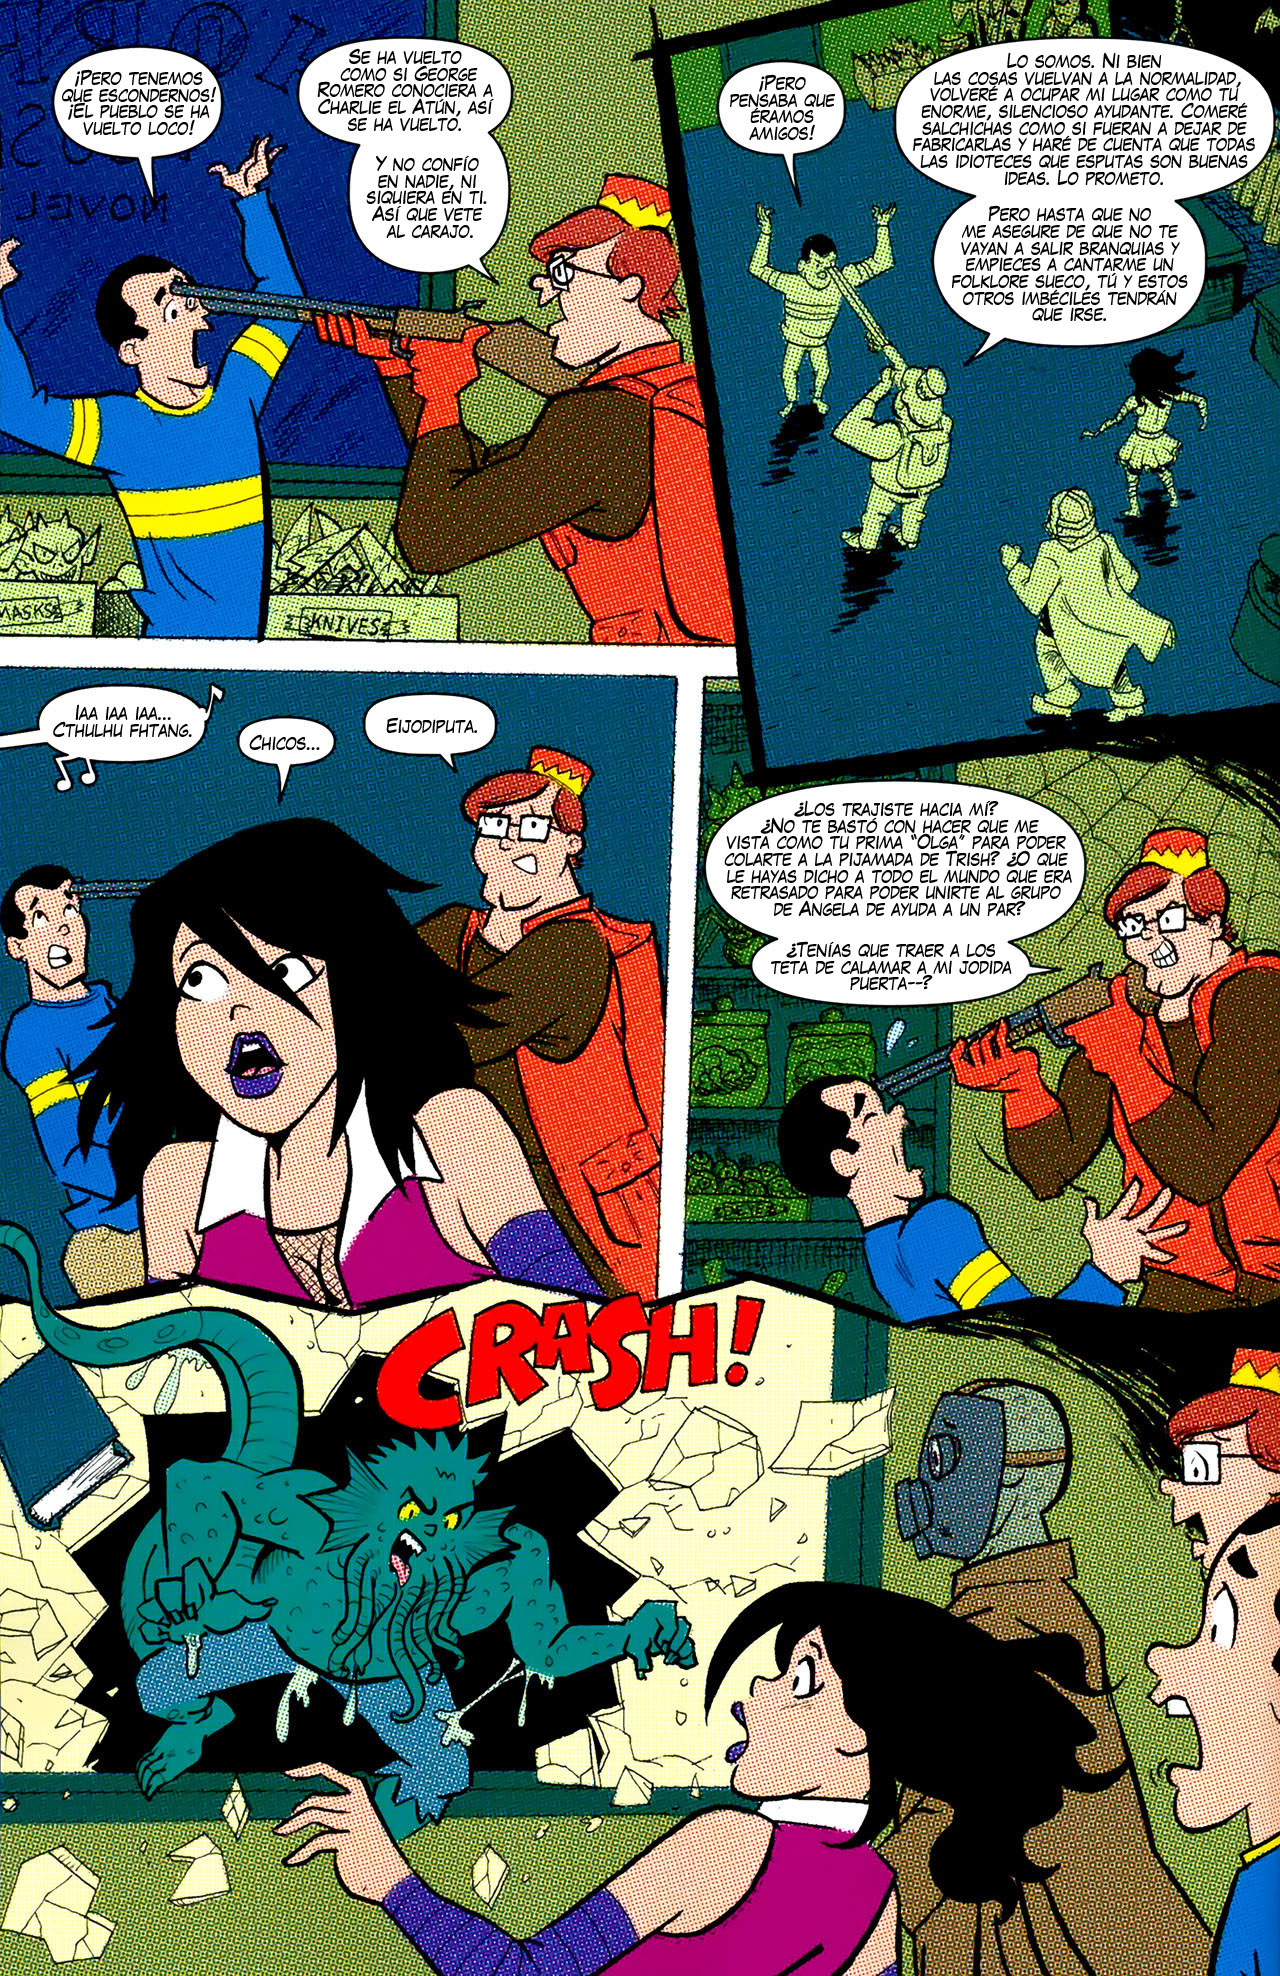 ¡Pero tenemos
que escondernos!
¡El pueblo se ha
vuelto loco!
Se ha vuelto
como si George
Romero conociera a
Charlie el Atún, así
se ha vuelto.
Y no confío
en nadie, ni
siquiera en ti.
Así que vete
al carajo.
NOVEL
MASKS
KNIVES
¡Pero
pensaba que
éramos
amigos!
Lo somos. Ni bien
las cosas vuelvan a la normalidad,
volveré a ocupar mi lugar como tu
enorme, silencioso ayudante. Comeré
salchichas como si fueran a dejar de
fabricarlas y haré de cuenta que todas
las idioteces que esputas son buenas
ideas. Lo prometo.
Pero hasta que no
me asegure de que no te
vayan a salir branquias y
empieces a cantarme un
folklore sueco, tú y estos
otros imbéciles tendrán
que irse.
Iaa iaa iaa...
Cthulhu fhtang.
Chicos...
Eijodiputa.
¿Los trajiste hacia mí?
¿No te bastó con hacer que me
vista como tu prima "Olga" para poder
colarte a la pijamada de Trish? ¿O que
le hayas dicho a todo el mundo que era
retrasado para poder unirte al grupo
de Angela de ayuda a un par?
¿Tenías que traer a los
teta de calamar a mi jodida
puerta--?
CRASH!